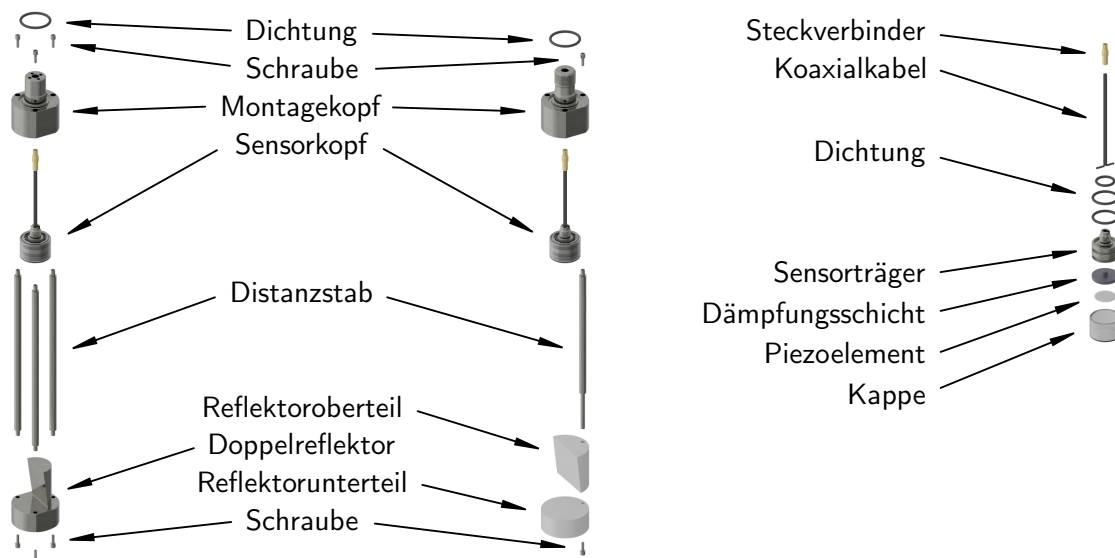 Dichtung
Schraube
Montagekopf
Sensorkopf
Distanzstab
Reflektoroberteil
Doppelreflektor
Reflektorunterteil
Schraube
Steckverbinder
Koaxialkabel
Dichtung
Sensorträger
Dämpfungsschicht
Piezoelement
Kappe